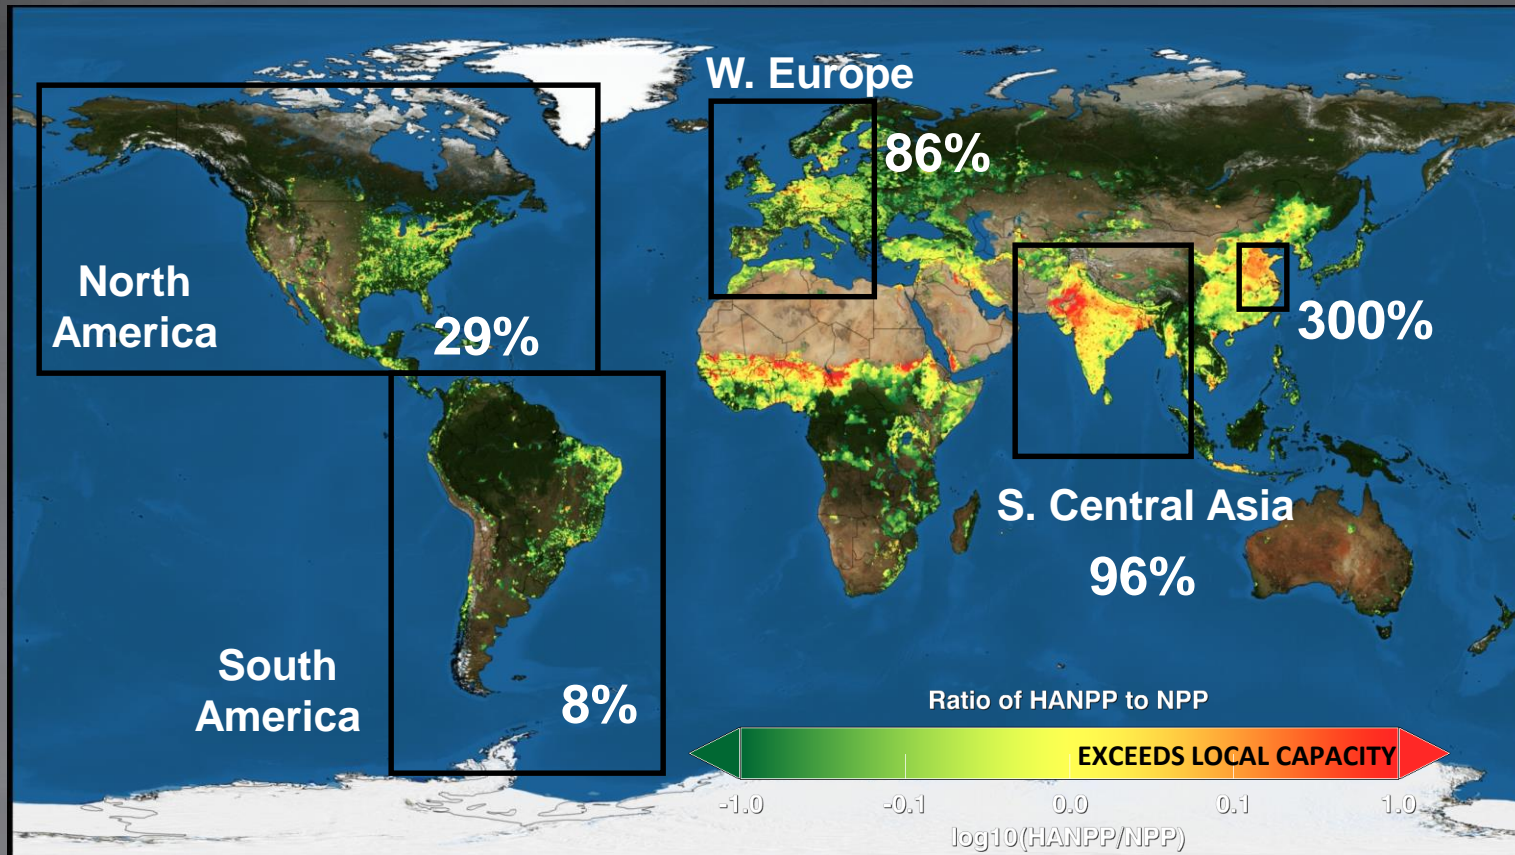 W. Europe
86%
North
America
29%
300%
S. Central Asia
96%
South
America
8%
Ratio of HANPP to NPP
EXCEEDS LOCAL CAPACITY
-1.0 -0.1 0.0 0.1 1.0
log10(HANPP/NPP)